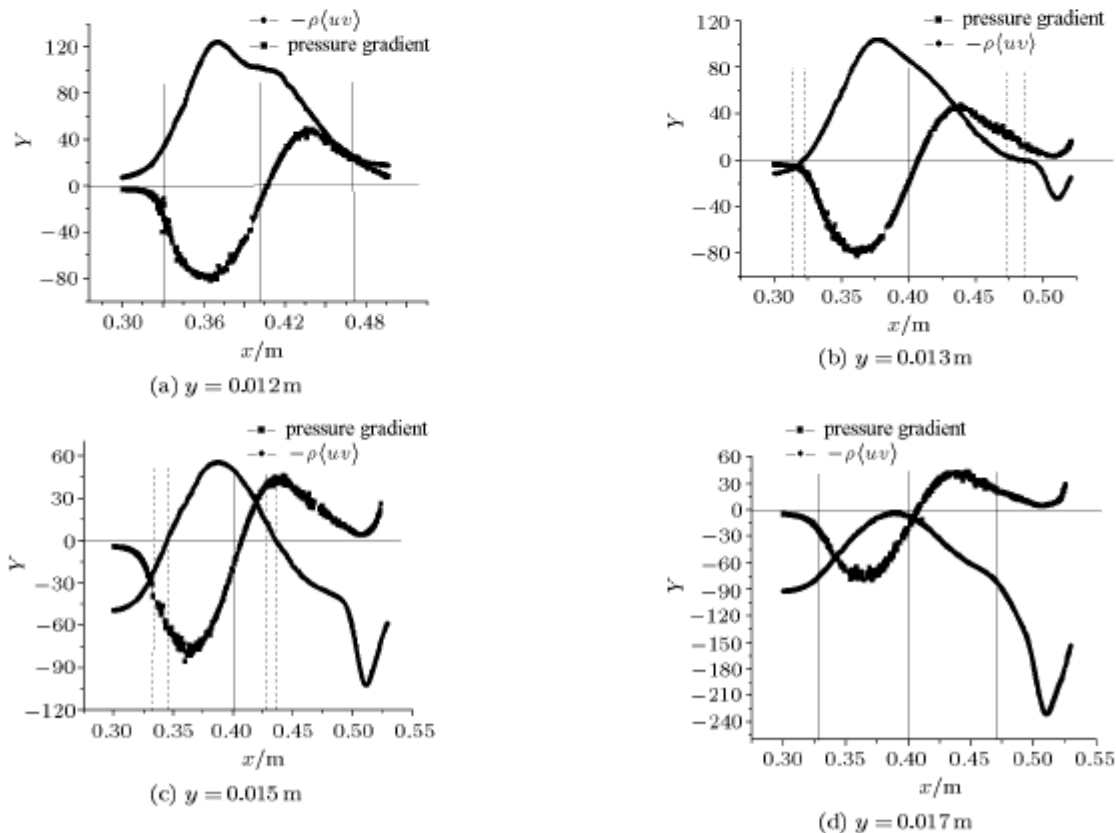 −ρ⟨uv⟩
pressure gradient
120
80
40
0
−40
−80
Y
0.30 0.36 0.42 0.48
x/m
(a) y = 0.012 m
pressure gradient
−ρ⟨uv⟩
120
80
40
0
−40
−80
Y
0.30 0.35 0.40 0.45 0.50
x/m
(b) y = 0.013 m
pressure gradient
−ρ⟨uv⟩
60
30
0
−30
−60
−90
−120
Y
0.30 0.35 0.40 0.45 0.50 0.55
x/m
(c) y = 0.015 m
pressure gradient
−ρ⟨uv⟩
60
30
0
−30
−60
−90
−120
−150
−180
−210
−240
Y
0.30 0.35 0.40 0.45 0.50 0.55
x/m
(d) y = 0.017 m